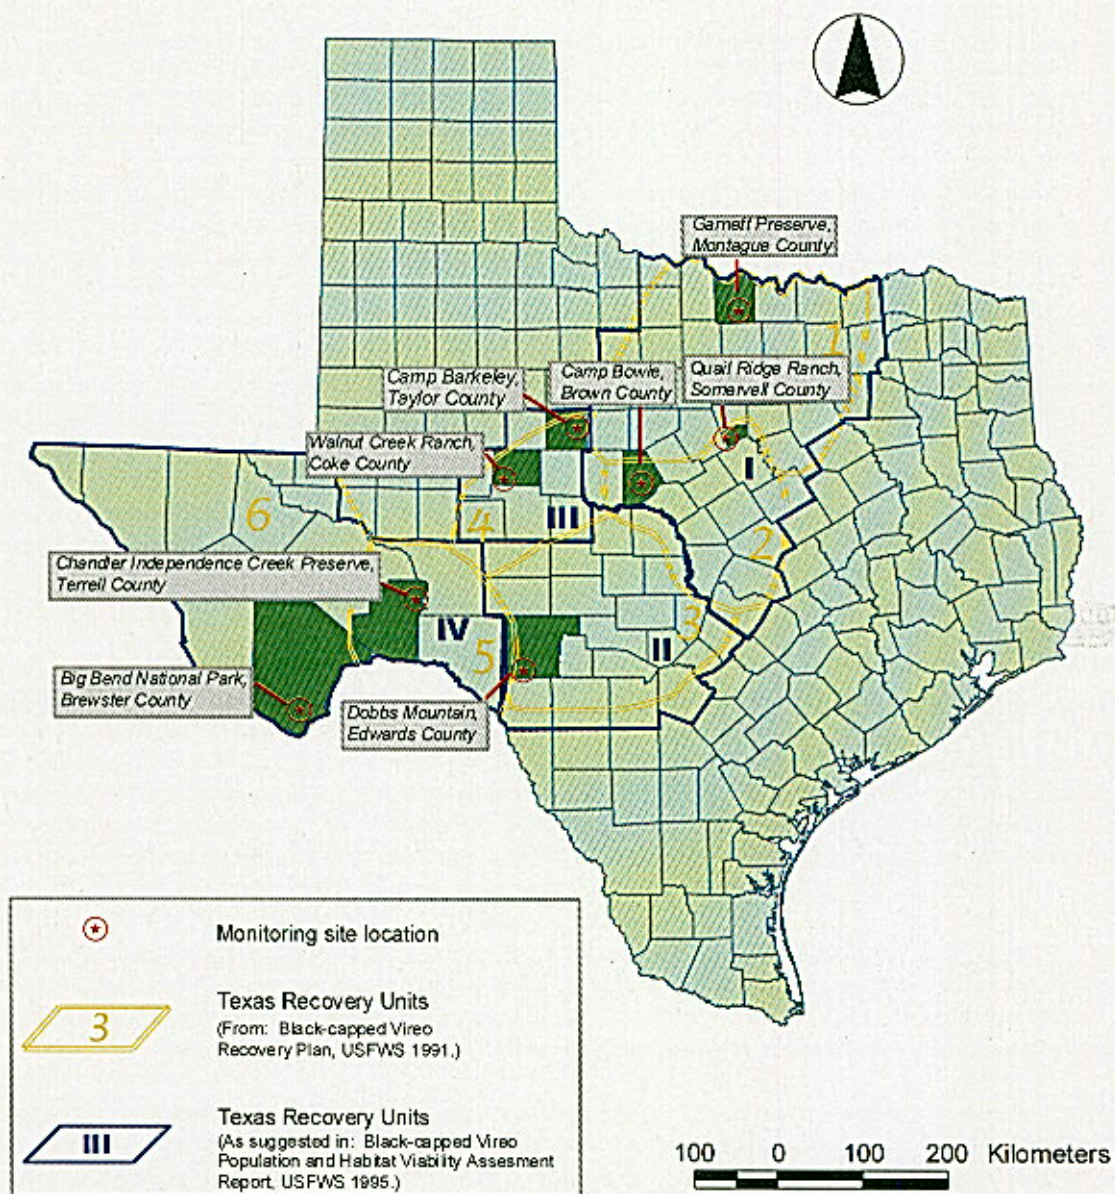 Garnett Preserve,
Montague County
1
Camp Barkeley,
Taylor County
Camp Bowie,
Brown County
Quail Ridge Ranch,
Somervell County
Walnut Creek Ranch,
Coke County
I
6
4
III
2
Chandler Independence Creek Preserve,
Terrell County
IV
3
II
5
Big Bend National Park,
Brewster County
Dobbs Mountain,
Edwards County
Monitoring site location
3
Texas Recovery Units
(From: Black-capped Vireo
Recovery Plan, USFWS 1991.)
III
Texas Recovery Units
(As suggested in: Black-capped Vireo
Population and Habitat Viability Assesment
Report, USFWS 1995.)
100 0 100 200 Kilometers